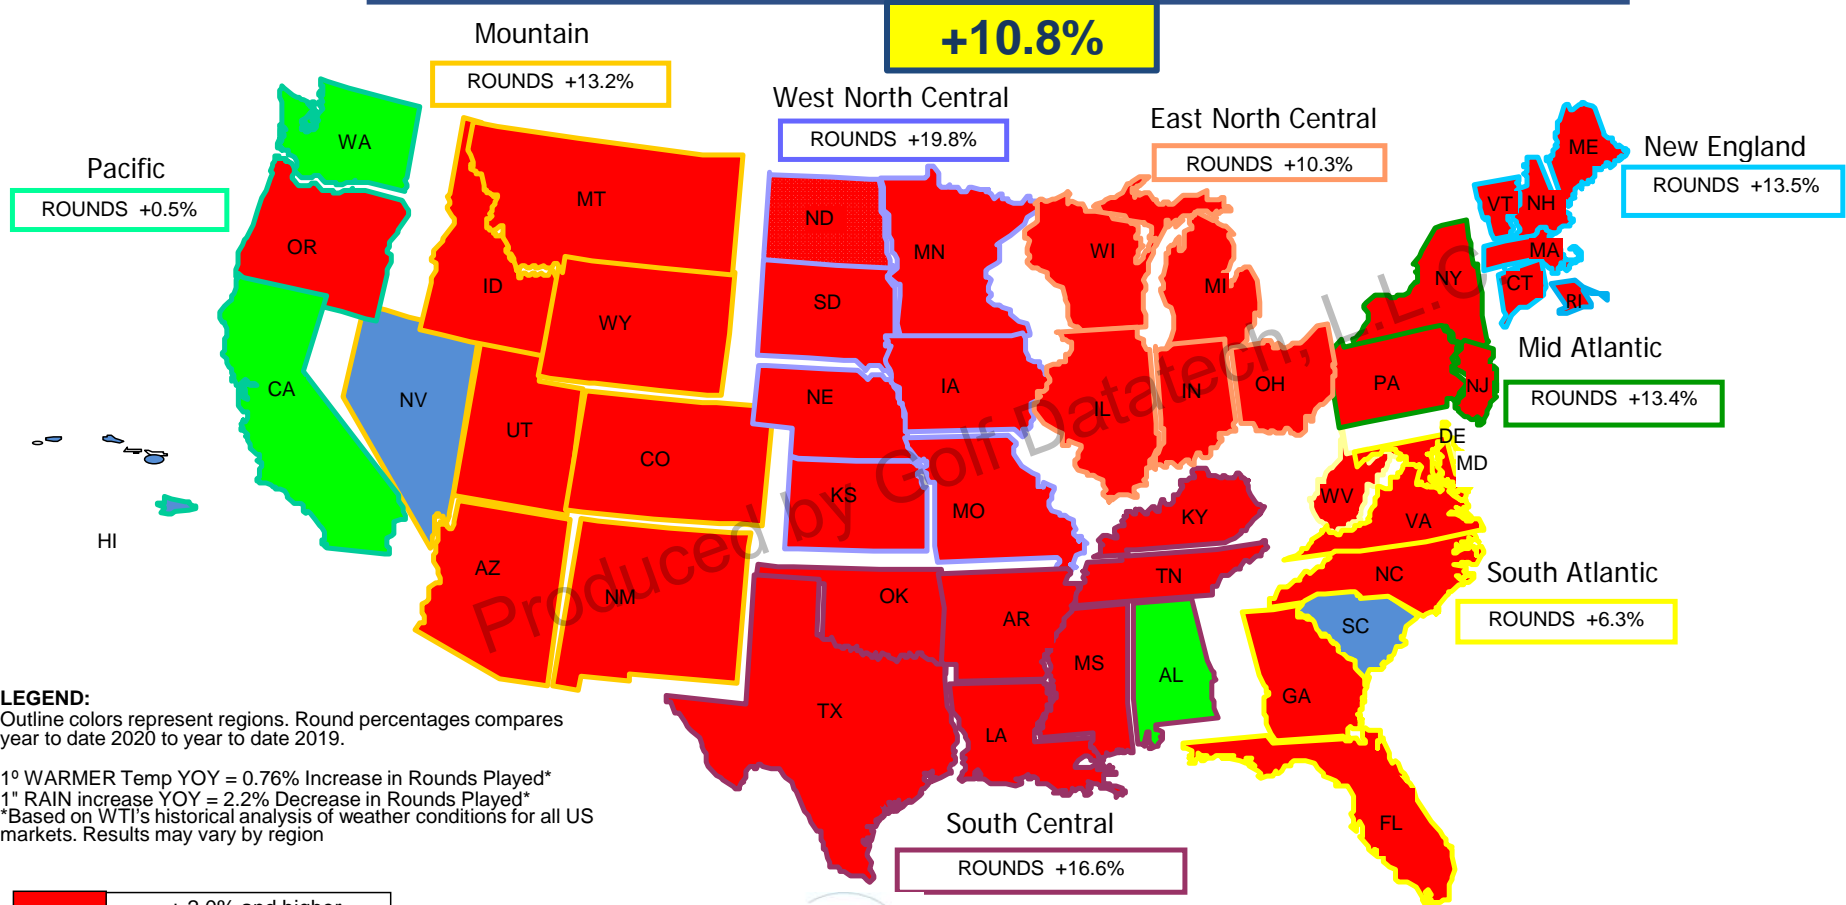 +10.8%
Mountain
ROUNDS +13.2%
West North Central
ROUNDS +19.8%
East North Central
ROUNDS +10.3%
New England
ROUNDS +13.5%
Pacific
ROUNDS +0.5%
WA
OR
CA
NV
HI
MT
ID
WY
UT
CO
AZ
NM
ND
SD
MN
NE
IA
KS
MO
WI
MI
IL
IN
OH
ME
VT
NH
MA
CT
RI
NY
PA
NJ
Mid Atlantic
ROUNDS +13.4%
DE
MD
WV
VA
NC
SC
GA
FL
South Atlantic
ROUNDS +6.3%
KY
TN
OK
AR
MS
AL
TX
LA
South Central
ROUNDS +16.6%
Produced by Golf Datatech, L.L.C
LEGEND:
Outline colors represent regions. Round percentages compares
year to date 2020 to year to date 2019.
1º WARMER Temp YOY = 0.76% Increase in Rounds Played*
1" RAIN increase YOY = 2.2% Decrease in Rounds Played*
*Based on WTI's historical analysis of weather conditions for all US
markets. Results may vary by region
+ 2.0% and higher